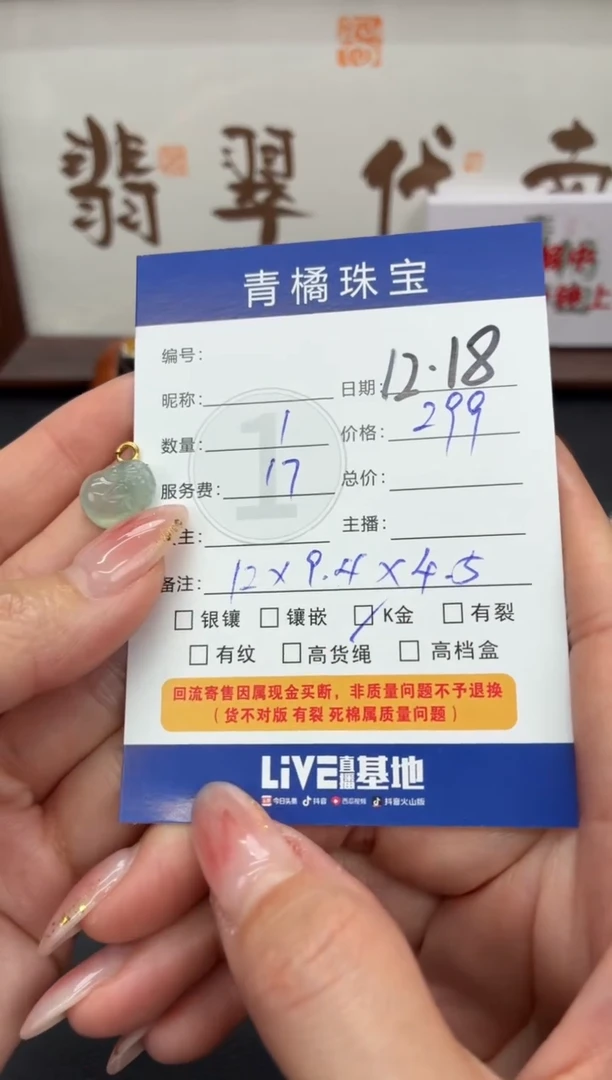 翡翠代
青橘珠宝
编号：
昵称： 日期：12.18
数量：1 价格：299
服务费：17 总价：
主： 主播：
备注：12×9.4×4.5
银镶 镶嵌 K金 有裂
有纹 高货绳 高档盒
回流寄售因属现金买断，非质量问题不予退换
（货不对版 有裂 死棉属质量问题）
LiVE直播基地
今日头条 抖音 西瓜视频 抖音火山版